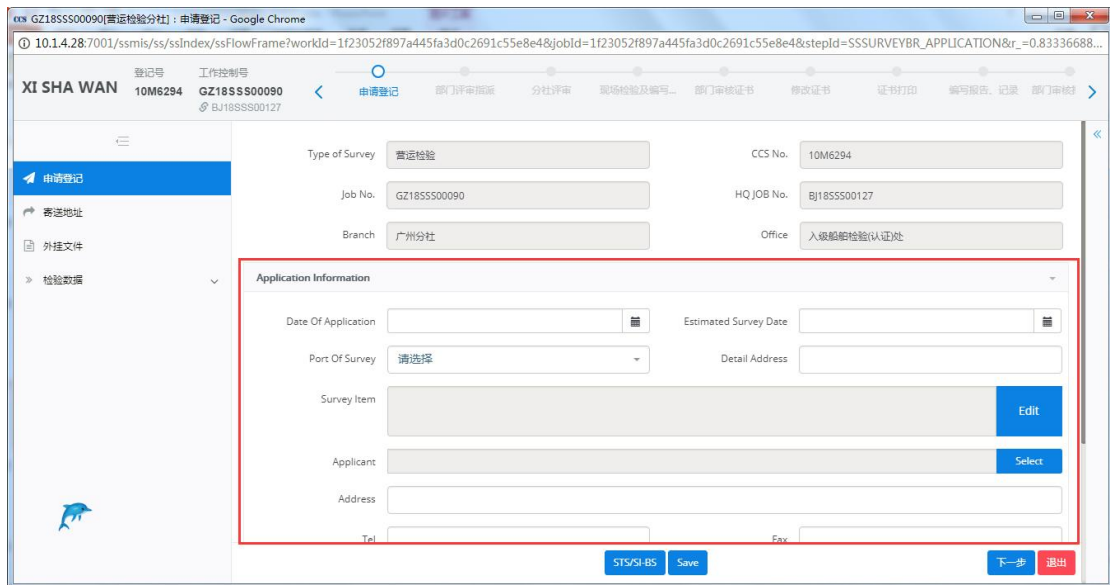 ccs GZ18SSS00090[营运检验分社] : 申请登记 - Google Chrome
10.1.4.28:7001/ssmis/ss/ssIndex/ssFlowFrame?workId=1f23052f897a445fa3d0c2691c55e8e4&jobId=1f23052f897a445fa3d0c2691c55e8e4&stepId=SSSURVEYBR_APPLICATION&r_=0.83336688...
XI SHA WAN
登记号
10M6294
工作控制号
GZ18SSS00090
BJ18SSS00127
申请登记
部门评审指派
分社评审
现场检验及编写...
部门审核证书
修改证书
证书打印
编写报告、记录
部门审核
申请登记
寄送地址
外挂文件
检验数据
Type of Survey 营运检验 CCS No. 10M6294
Job No. GZ18SSS00090 HQ JOB No. BJ18SSS00127
Branch 广州分社 Office 入级船舶检验(认证)处
Application Information
Date Of Application Estimated Survey Date
Port Of Survey 请选择 Detail Address
Survey Item Edit
Applicant Select
Address
Tel Fax
STS/SI-BS Save 下一步 退出